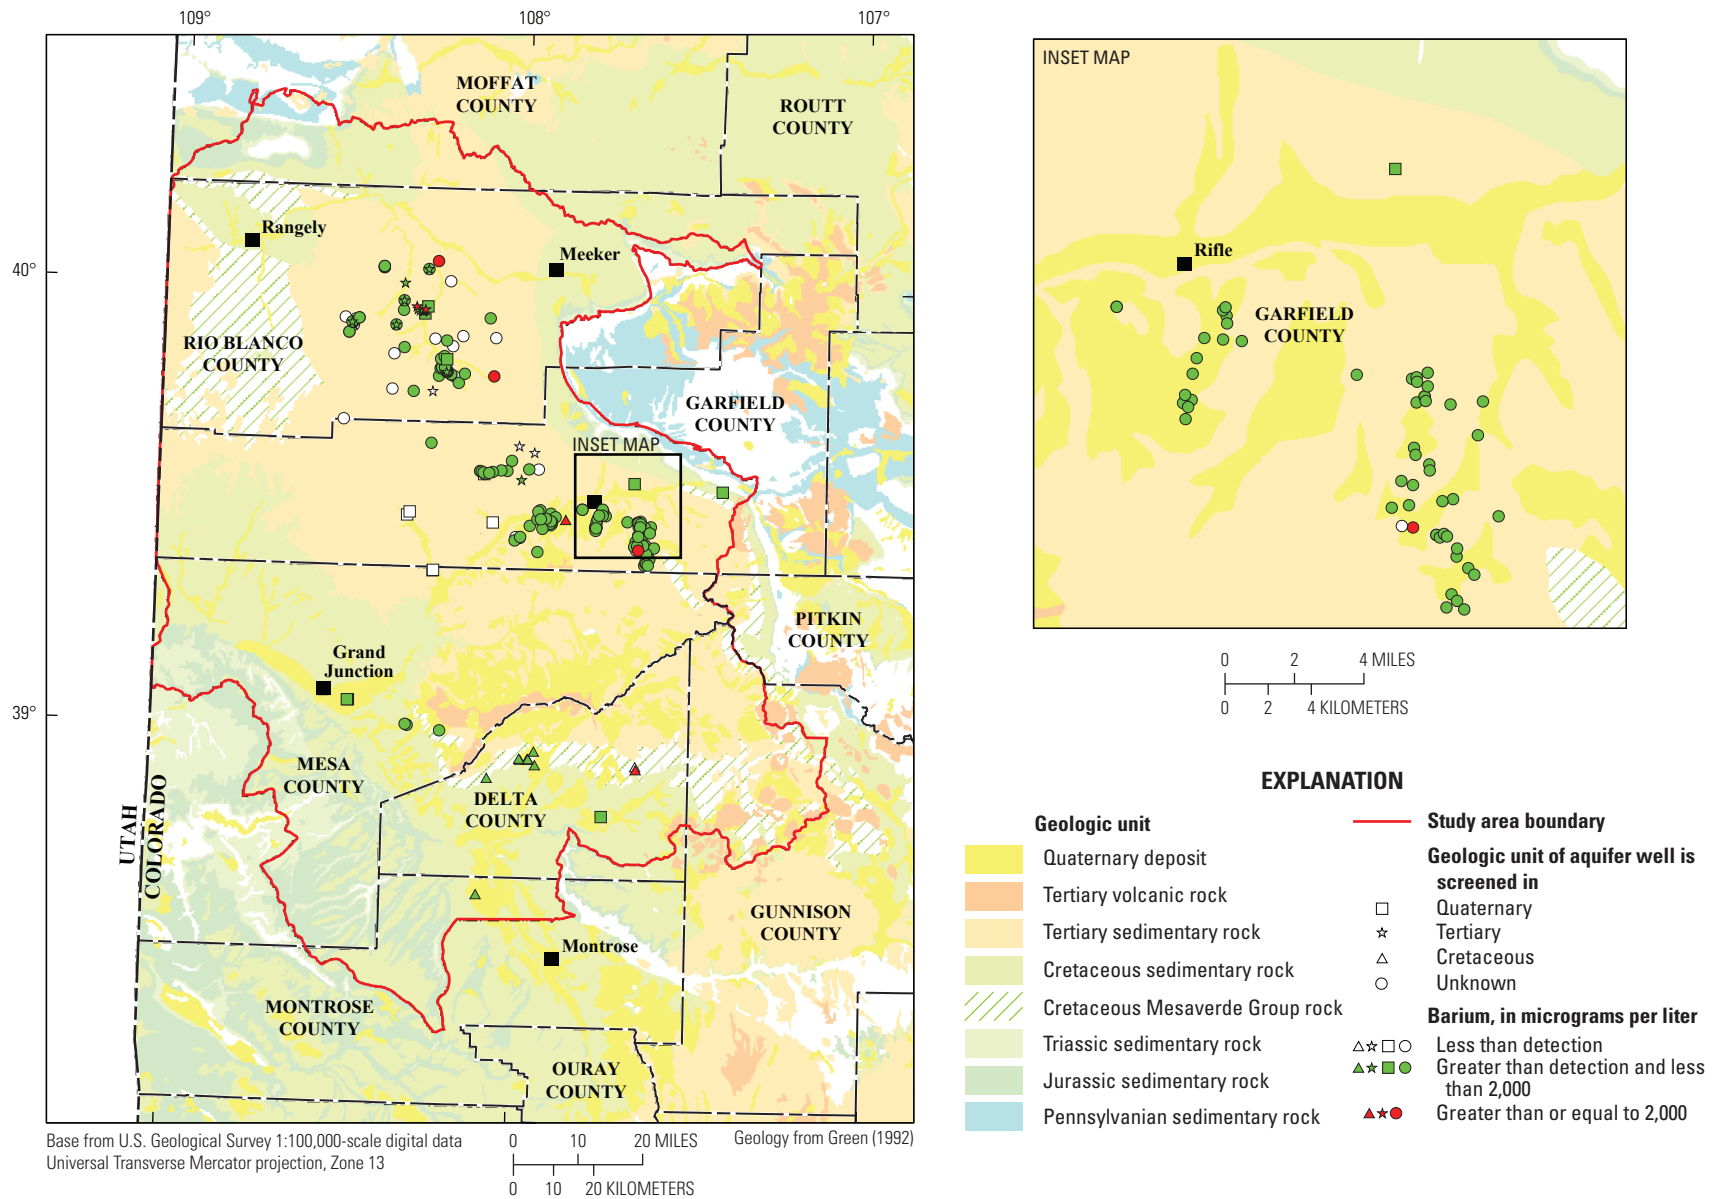 109°
108°
107°
MOFFAT
COUNTY
ROUTT
COUNTY
Rangely
Meeker
40°
RIO BLANCO
COUNTY
GARFIELD
COUNTY
INSET MAP
PITKIN
COUNTY
Grand
Junction
39°
MESA
COUNTY
DELTA
COUNTY
UTAH
COLORADO
GUNNISON
COUNTY
Montrose
MONTROSE
COUNTY
OURAY
COUNTY
Base from U.S. Geological Survey 1:100,000-scale digital data
Universal Transverse Mercator projection, Zone 13
0 10 20 MILES
0 10 20 KILOMETERS
Geology from Green (1992)
INSET MAP
Rifle
GARFIELD
COUNTY
0 2 4 MILES
0 2 4 KILOMETERS
EXPLANATION
Geologic unit
Quaternary deposit
Tertiary volcanic rock
Tertiary sedimentary rock
Cretaceous sedimentary rock
Cretaceous Mesaverde Group rock
Triassic sedimentary rock
Jurassic sedimentary rock
Pennsylvanian sedimentary rock
Study area boundary
Geologic unit of aquifer well is
screened in
Quaternary
Tertiary
Cretaceous
Unknown
Barium, in micrograms per liter
Less than detection
Greater than detection and less
than 2,000
Greater than or equal to 2,000